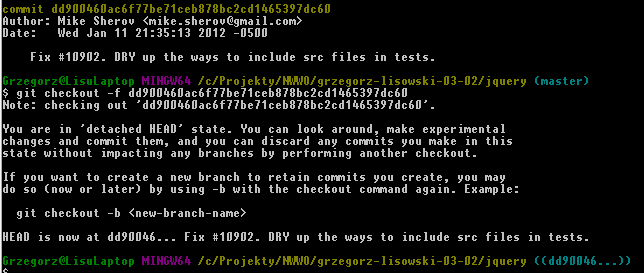 commit dd900460ac6f77be71ceb878bc2cd1465397dc60
Author: Mike Sherov <mike.sherov@gmail.com>
Date:   Wed Jan 11 21:35:13 2012 -0500
Fix #10902. DRY up the ways to include src files in tests.
Grzegorz@LisuLaptop MINGW64 /c/Projekty/NWWO/grzegorz-lisowski-03-02/jquery (master)
$ git checkout -f dd900460ac6f77be71ceb878bc2cd1465397dc60
Note: checking out 'dd900460ac6f77be71ceb878bc2cd1465397dc60'.
You are in 'detached HEAD' state. You can look around, make experimental
changes and commit them, and you can discard any commits you make in this
state without impacting any branches by performing another checkout.
If you want to create a new branch to retain commits you create, you may
do so (now or later) by using -b with the checkout command again. Example:
git checkout -b <new-branch-name>
HEAD is now at dd90046... Fix #10902. DRY up the ways to include src files in tests.
Grzegorz@LisuLaptop MINGW64 /c/Projekty/NWWO/grzegorz-lisowski-03-02/jquery ((dd90046...))
$